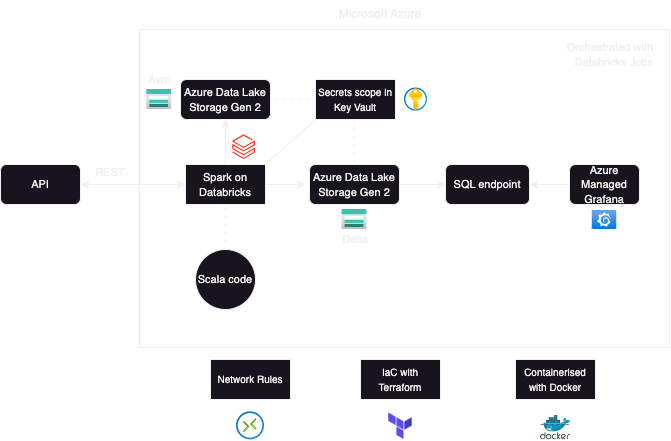 Microsoft Azure
Orchestrated with
Databricks Jobs
Avro
Azure Data Lake
Storage Gen 2
Secrets scope in
Key Vault
API
REST
Spark on
Databricks
Azure Data Lake
Storage Gen 2
SQL endpoint
Azure
Managed
Grafana
Delta
Scala code
Network Rules
IaC with
Terraform
Containerised
with Docker
docker